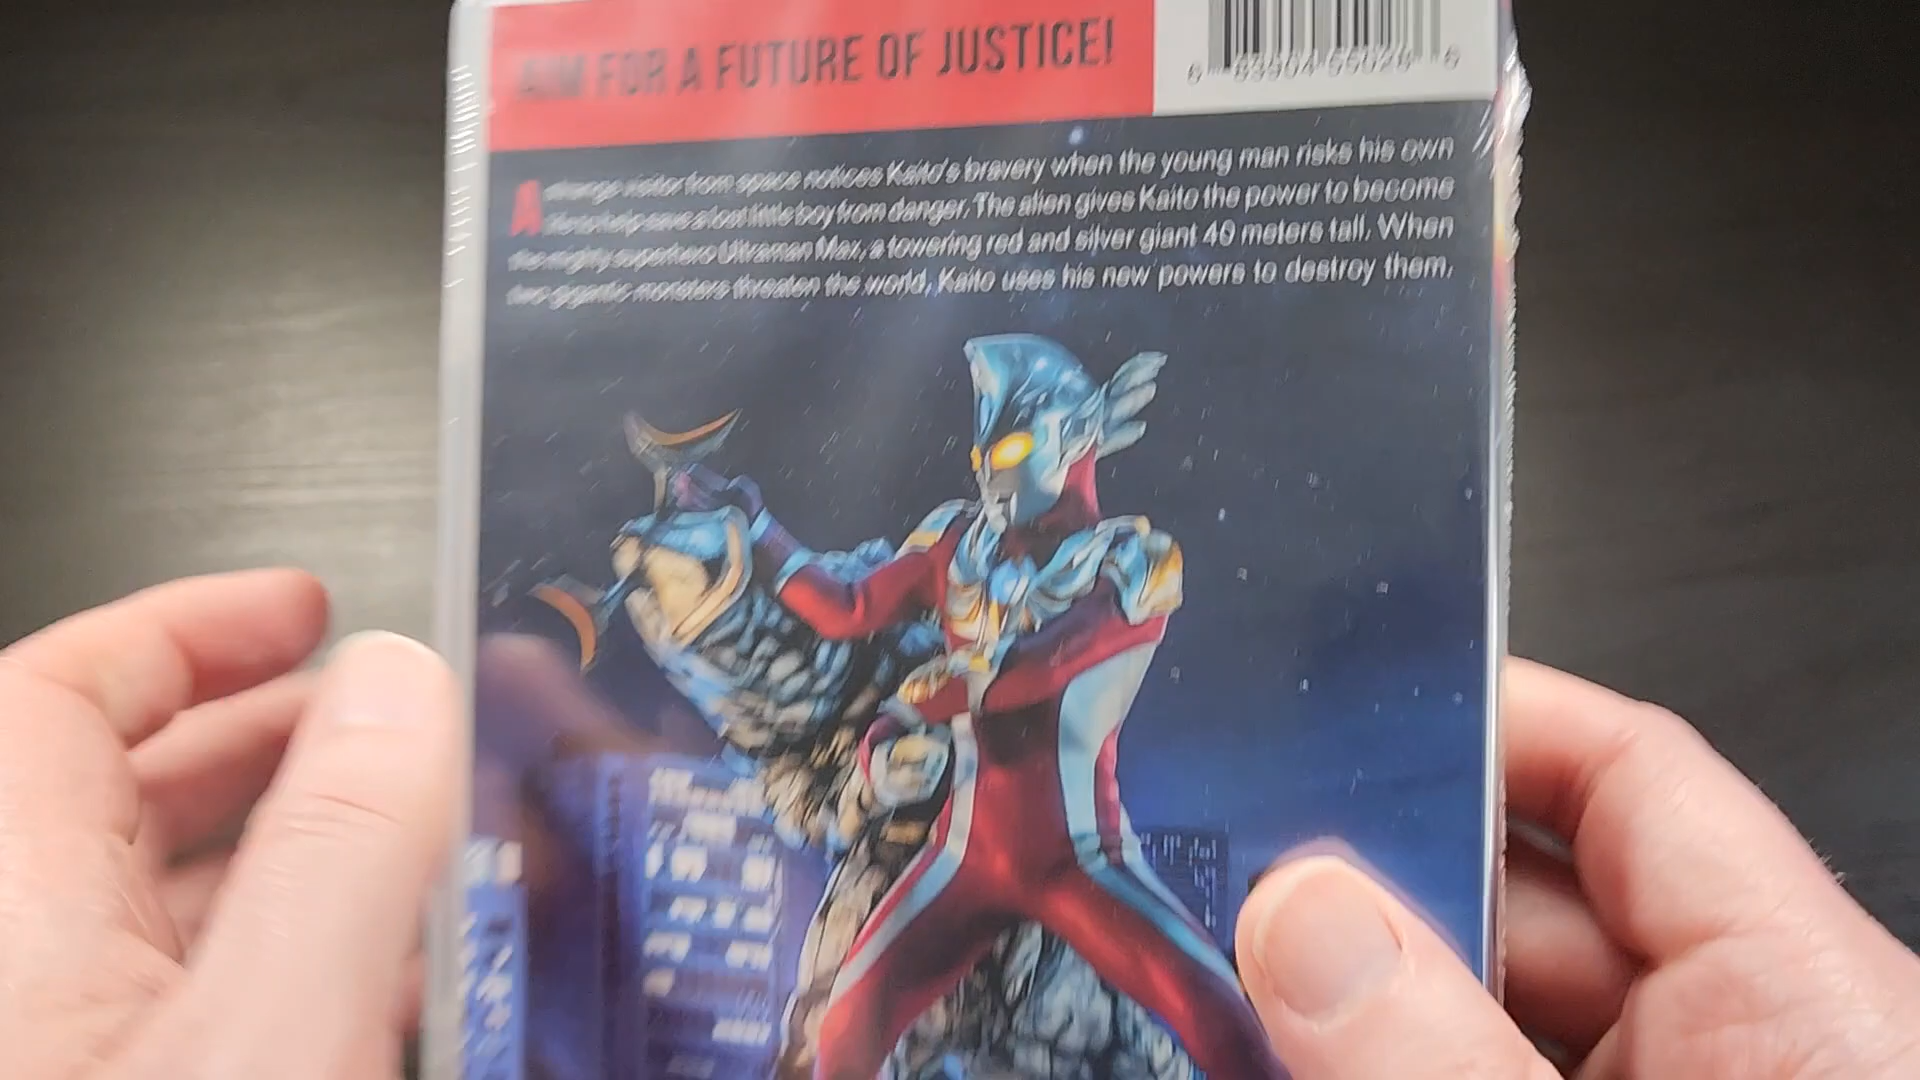 AIM FOR A FUTURE OF JUSTICE!
A strange visitor from space notices Kaito's bravery when the young man risks his own
life to help save a lost little boy from danger. The alien gives Kaito the power to become
the mighty superhero Ultraman Max, a towering red and silver giant 40 meters tall. When
two gigantic monsters threaten the world, Kaito uses his new powers to destroy them.